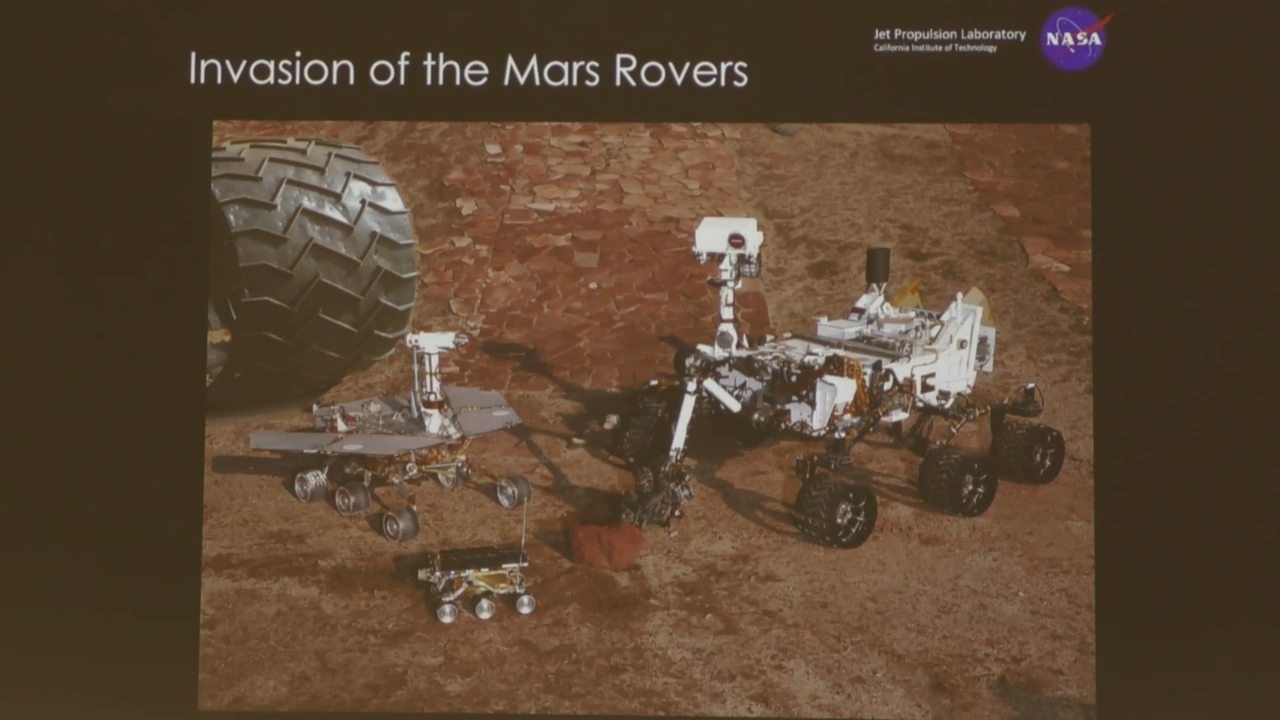 Jet Propulsion Laboratory
California Institute of Technology
NASA
Invasion of the Mars Rovers